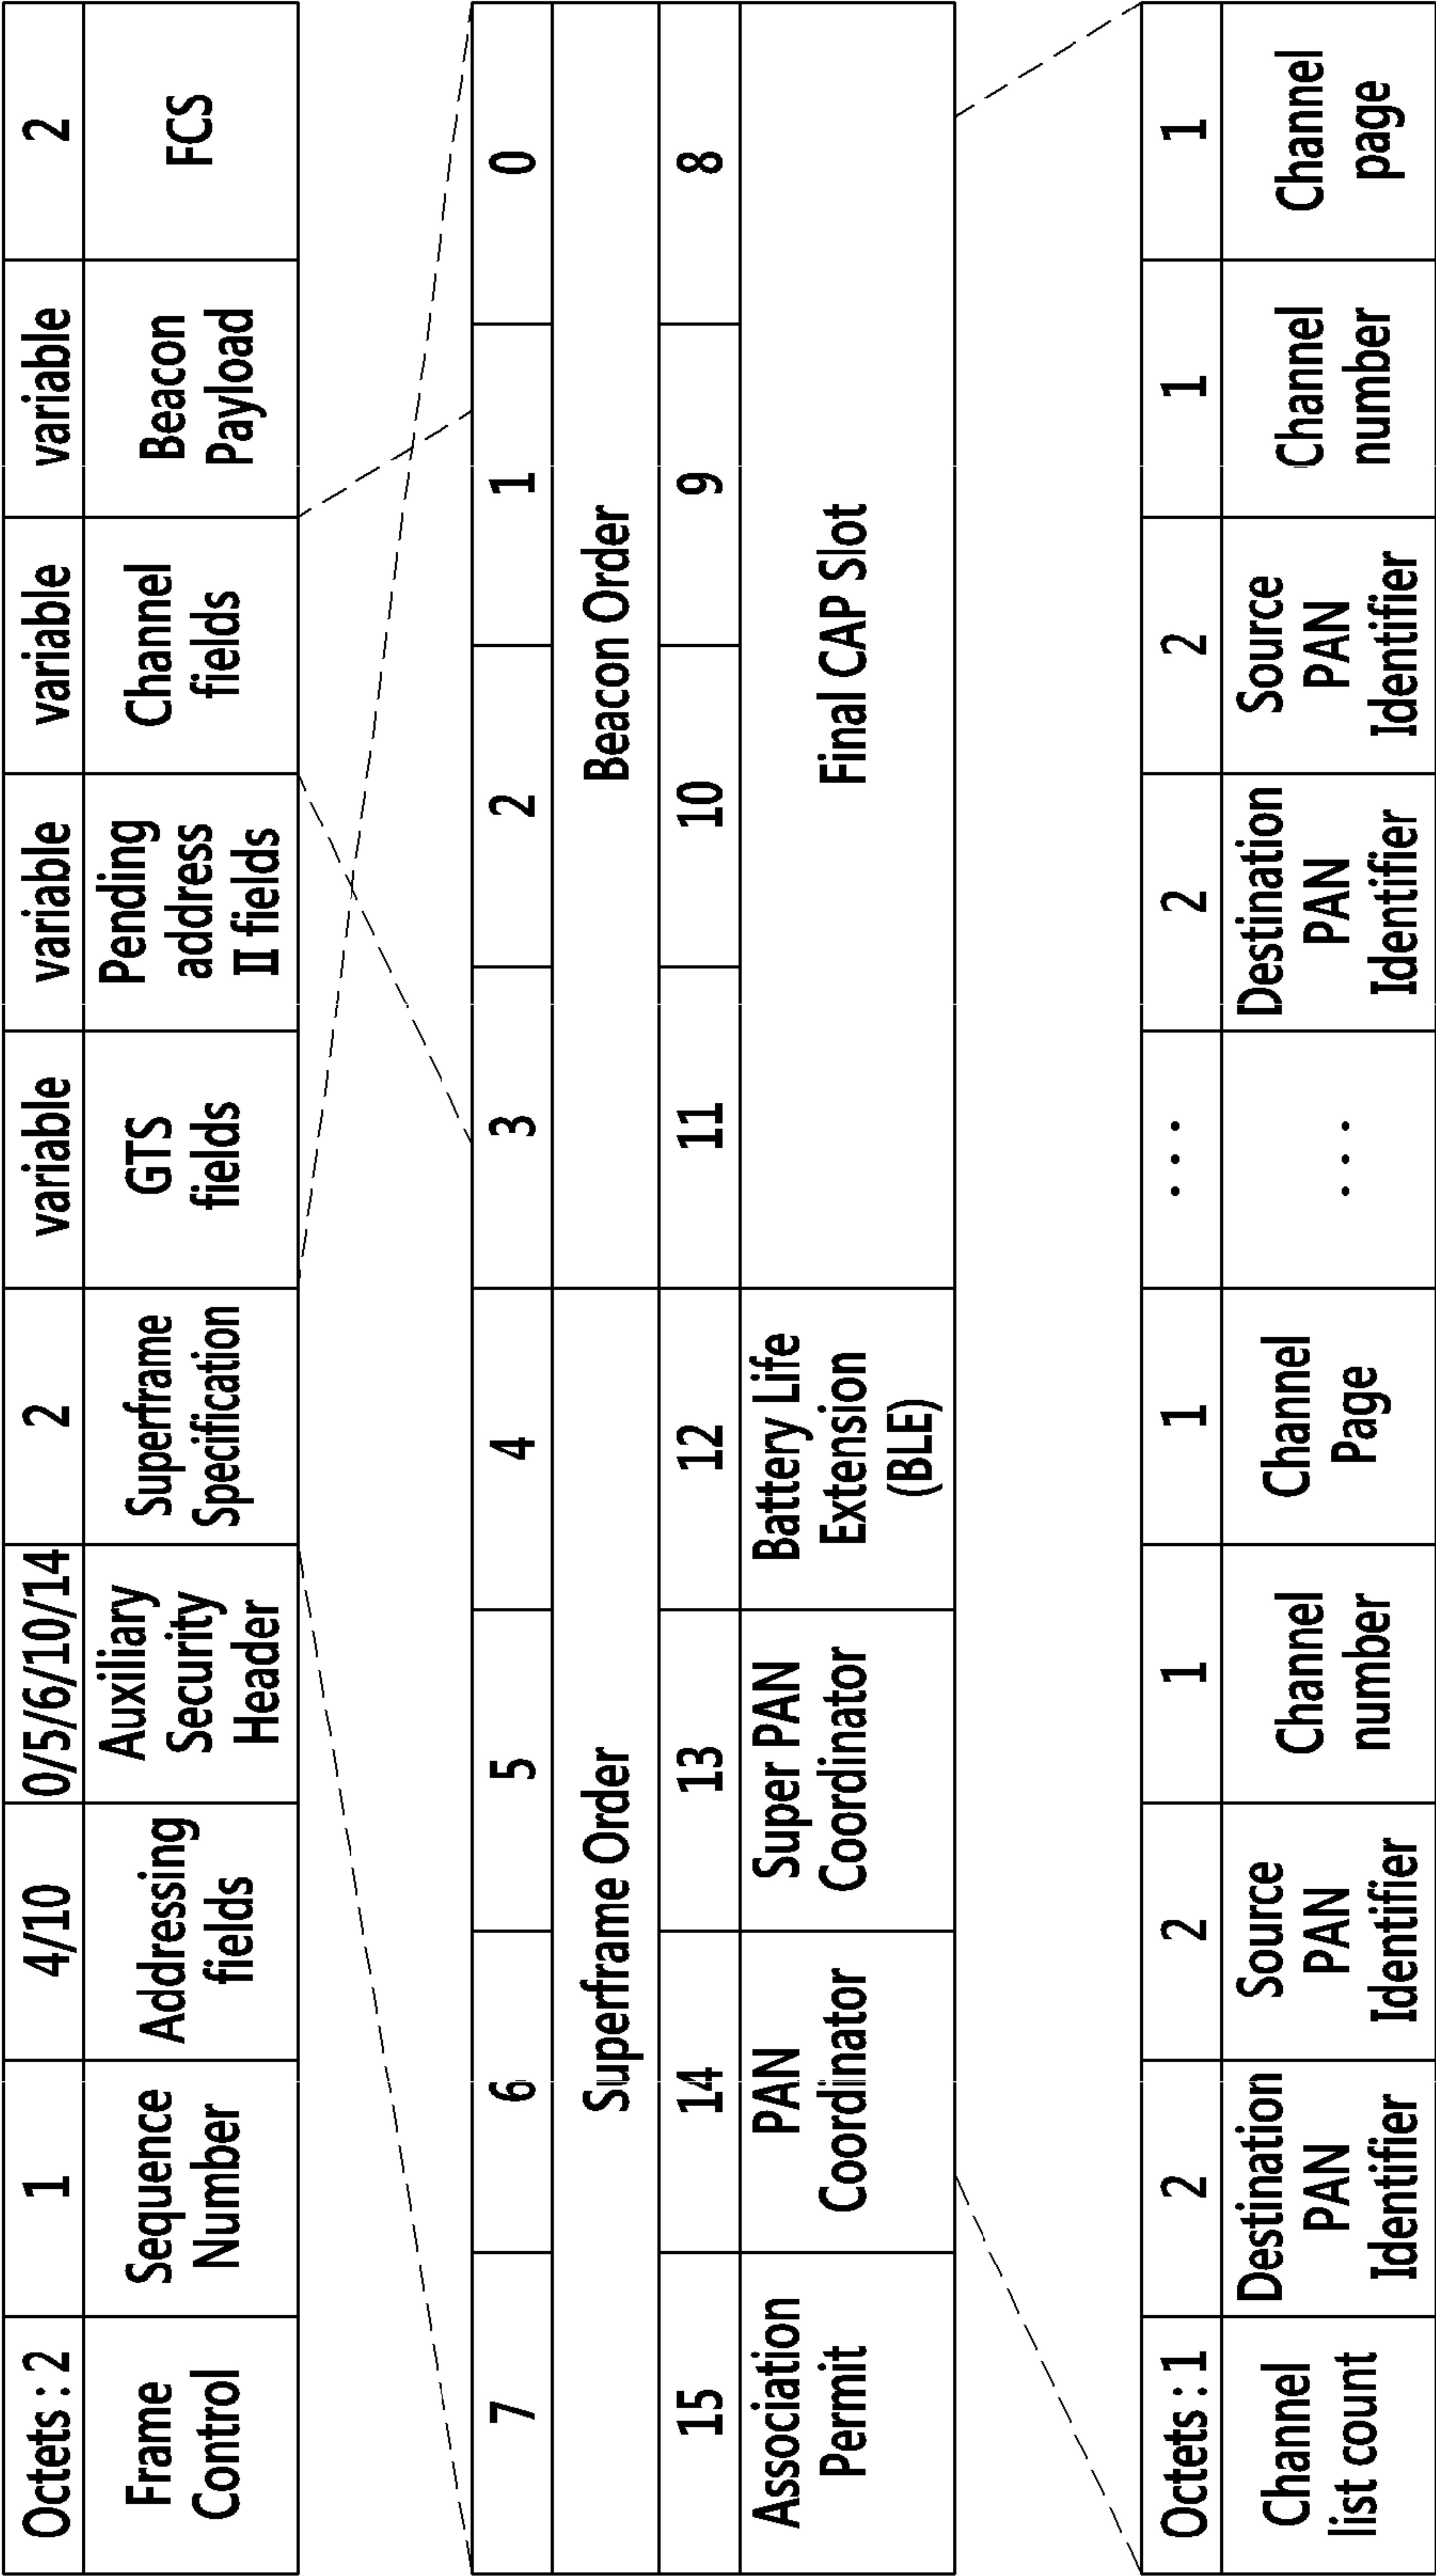 Octets : 2
1
4/10
0/5/6/10/14
2
variable
variable
variable
variable
2
Frame
Control
Sequence
Number
Addressing
fields
Auxiliary
Security
Header
Superframe
Specification
GTS
fields
Pending
address
II fields
Channel
fields
Beacon
Payload
FCS
7
6
5
4
3
2
1
0
Superframe Order
Beacon Order
15
14
13
12
11
10
9
8
Association
Permit
PAN
Coordinator
Super PAN
Coordinator
Battery Life
Extension
(BLE)
Final CAP Slot
Octets : 1
2
2
1
1
...
2
2
1
1
Channel
list count
Destination
PAN
Identifier
Source
PAN
Identifier
Channel
number
Channel
Page
...
Destination
PAN
Identifier
Source
PAN
Identifier
Channel
number
Channel
page